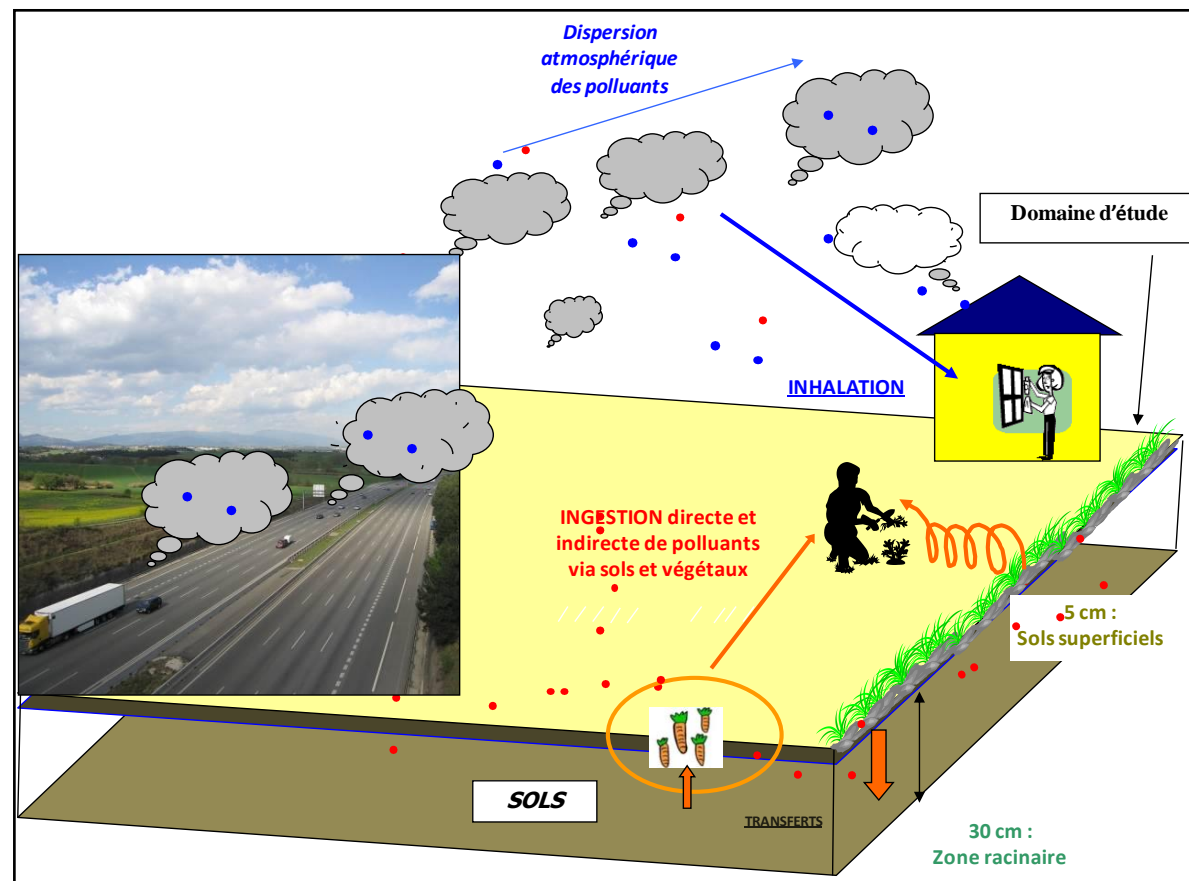 Dispersion
atmosphérique
des polluants
Domaine d'étude
INHALATION
INGESTION directe et
indirecte de polluants
via sols et végétaux
5 cm :
Sols superficiels
SOLS
TRANSFERTS
30 cm :
Zone racinaire